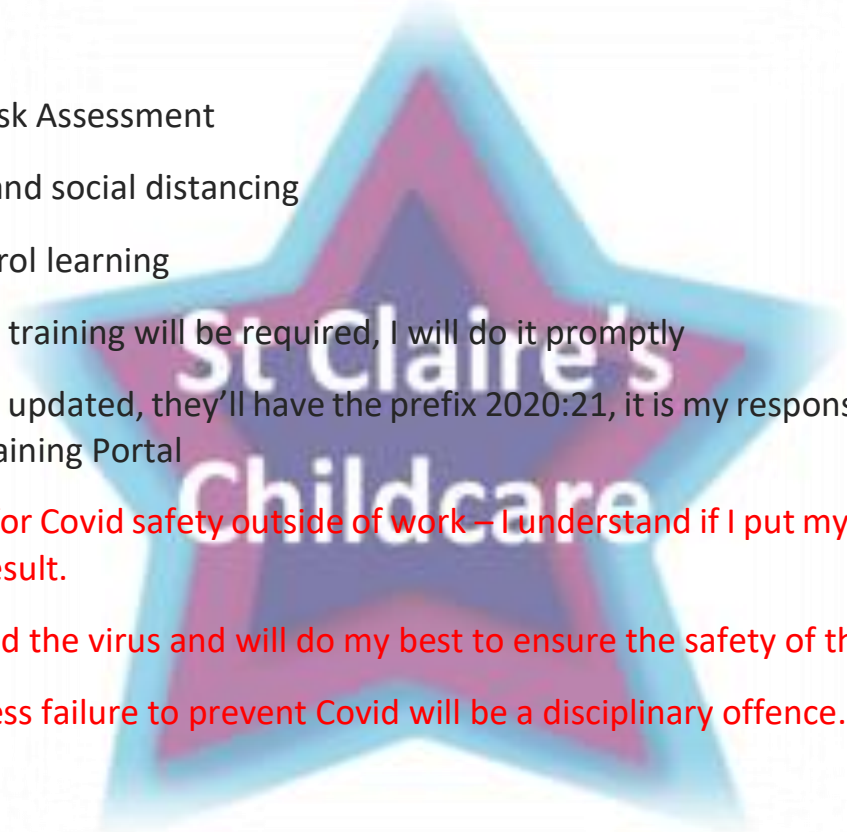 sk Assessment
and social distancing
rol learning
training will be required, I will do it promptly
updated, they'll have the prefix 2020:21, it is my respons
aining Portal
or Covid safety outside of work – I understand if I put my
esult.
d the virus and will do my best to ensure the safety of th
ess failure to prevent Covid will be a disciplinary offence.
St Claire's
Childcare